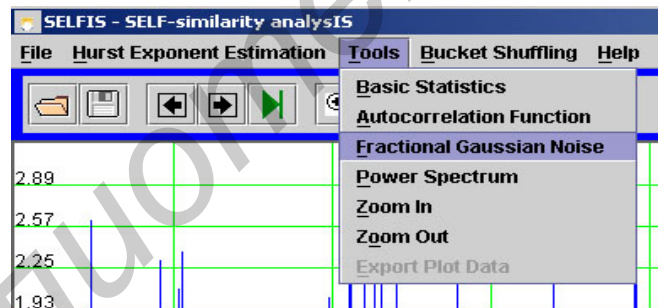 SELFIS - SELF-similarity analysIS
File Hurst Exponent Estimation Tools Bucket Shuffling Help
Basic Statistics
Autocorrelation Function
Fractional Gaussian Noise
Power Spectrum
Zoom In
Zoom Out
Export Plot Data
2.89
2.57
2.25
1.93